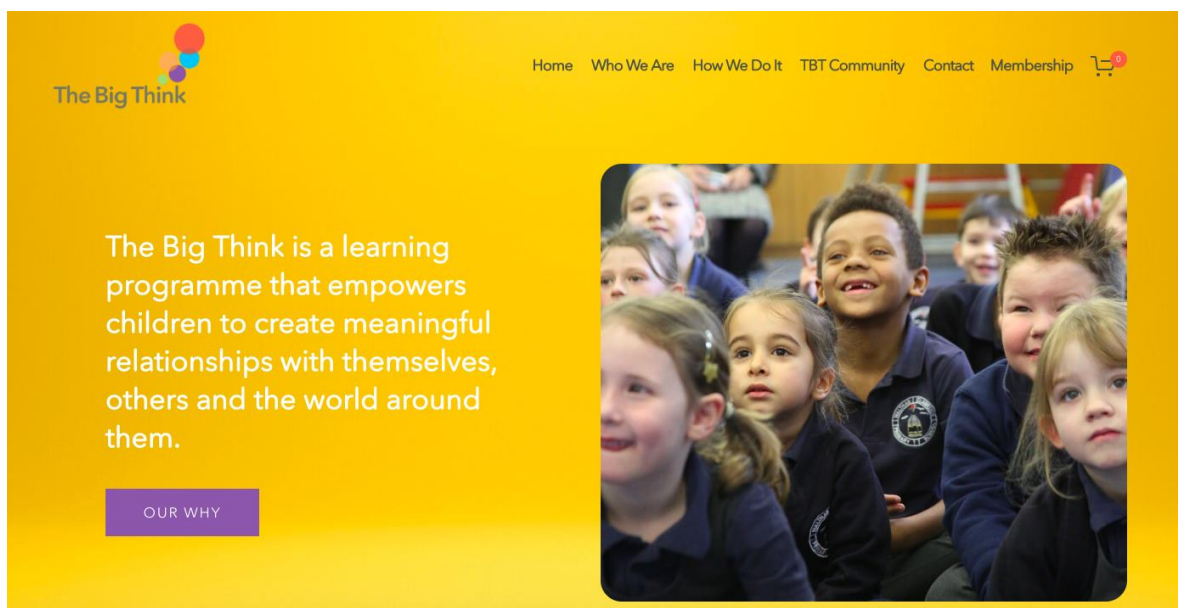 The Big Think
Home Who We Are How We Do It TBT Community Contact Membership 0
The Big Think is a learning
programme that empowers
children to create meaningful
relationships with themselves,
others and the world around
them.
OUR WHY